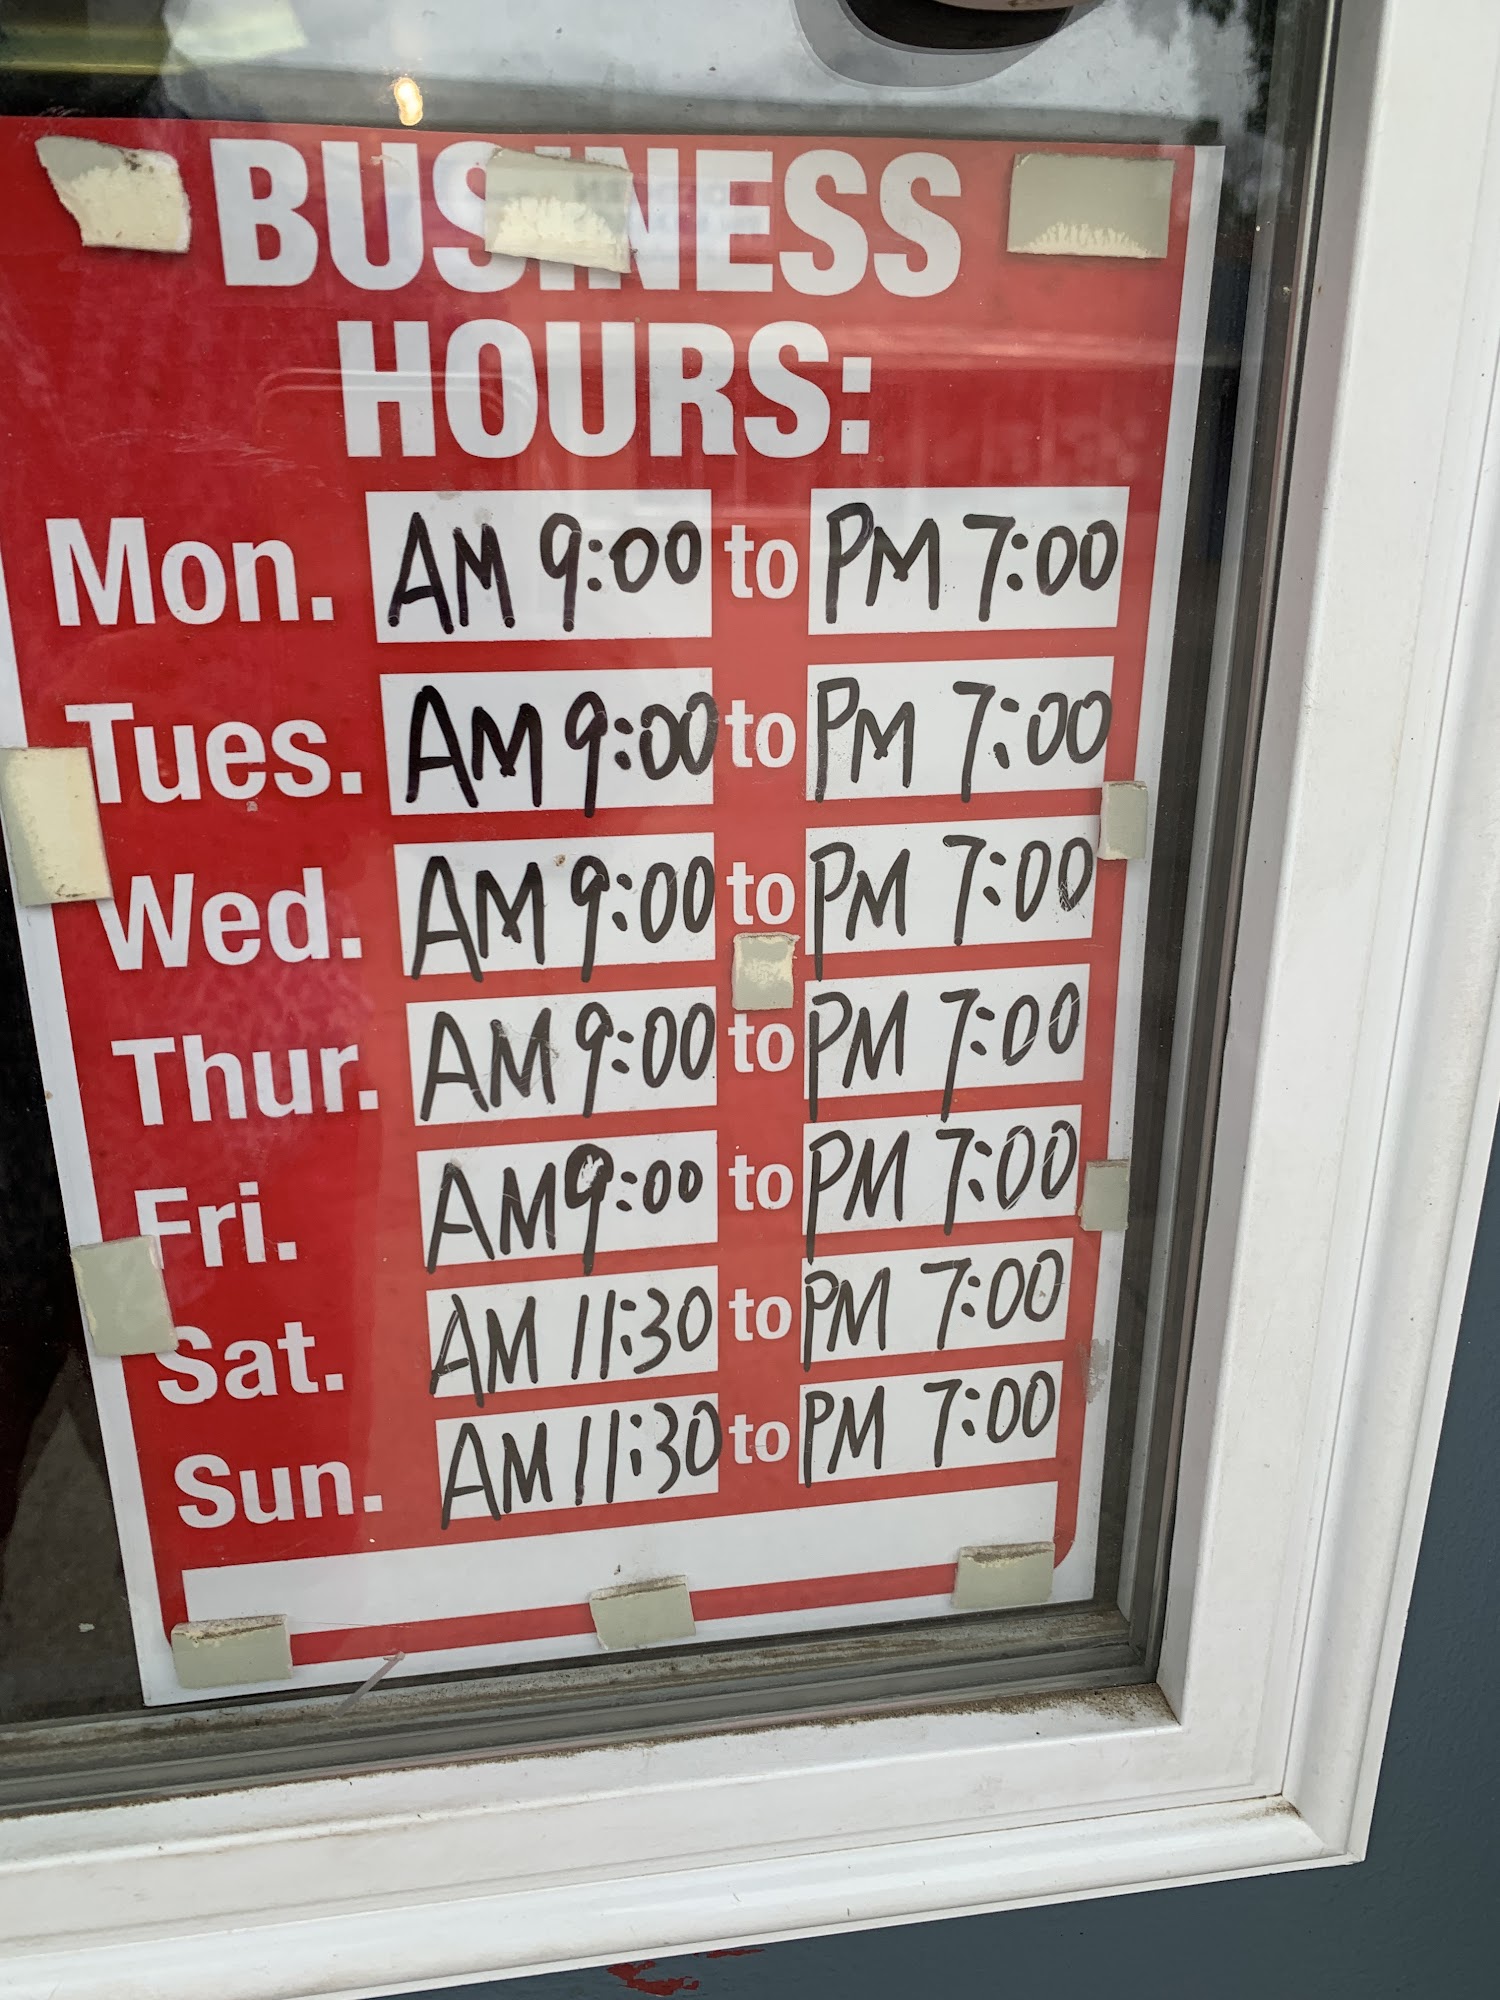 BUSINESS
HOURS:
Mon. AM 9:00 to PM 7:00
Tues. AM 9:00 to PM 7:00
Wed. AM 9:00 to PM 7:00
Thur. AM 9:00 to PM 7:00
Fri. AM 9:00 to PM 7:00
Sat. AM 11:30 to PM 7:00
Sun. AM 11:30 to PM 7:00